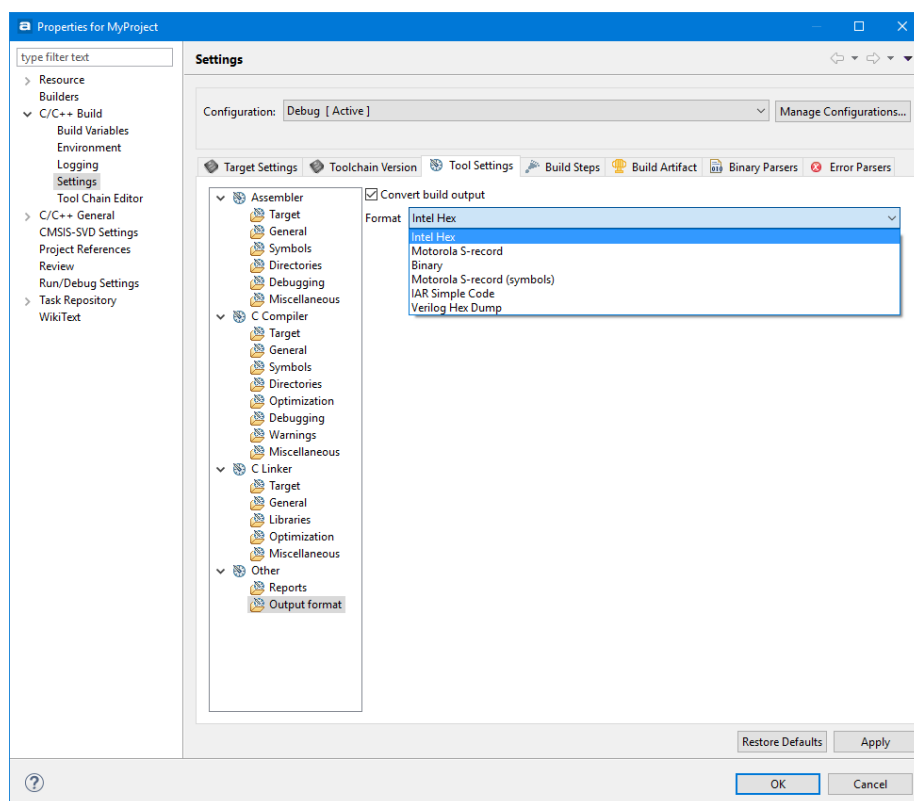 Properties for MyProject
type filter text
Resource
Builders
C/C++ Build
Build Variables
Environment
Logging
Settings
Tool Chain Editor
C/C++ General
CMSIS-SVD Settings
Project References
Review
Run/Debug Settings
Task Repository
WikiText
Settings
Configuration: Debug [ Active ] Manage Configurations...
Target Settings Toolchain Version Tool Settings Build Steps Build Artifact Binary Parsers Error Parsers
Assembler
Target
General
Symbols
Directories
Debugging
Miscellaneous
C Compiler
Target
General
Symbols
Directories
Optimization
Debugging
Warnings
Miscellaneous
C Linker
Target
General
Libraries
Optimization
Miscellaneous
Other
Reports
Output format
Convert build output
Format Intel Hex
Intel Hex
Motorola S-record
Binary
Motorola S-record (symbols)
IAR Simple Code
Verilog Hex Dump
Restore Defaults Apply
OK Cancel